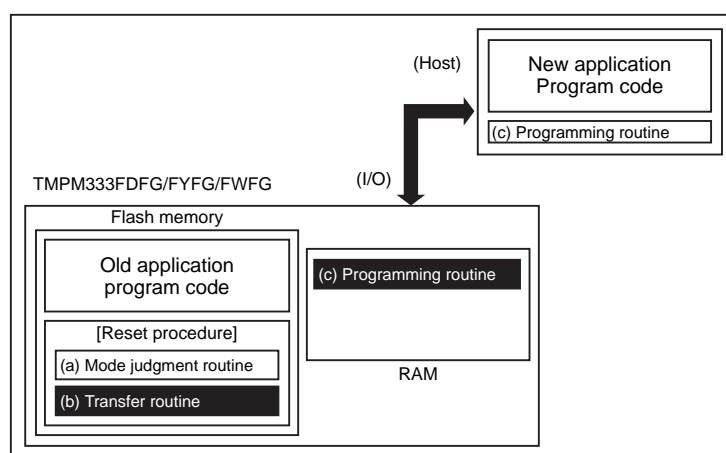 (Host)
New application
Program code
(c) Programming routine
(I/O)
TMPM333FDFG/FYFG/FWFG
Flash memory
Old application
program code
[Reset procedure]
(a) Mode judgment routine
(b) Transfer routine
(c) Programming routine
RAM